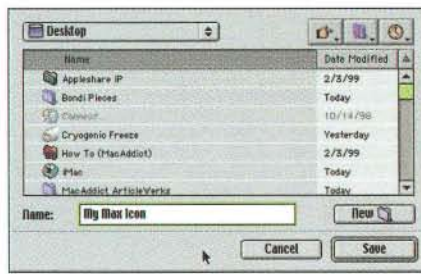 Desktop
Name Date Modified
Appleshare IP 2/3/99
Bondi Pieces Today
Connect... 10/14/98
Cryogenic Freeze Yesterday
How To (MacAddict) 2/3/99
iMac Today
MacAddict ArticleVerks Today
Name: My Max Icon New
Cancel Save